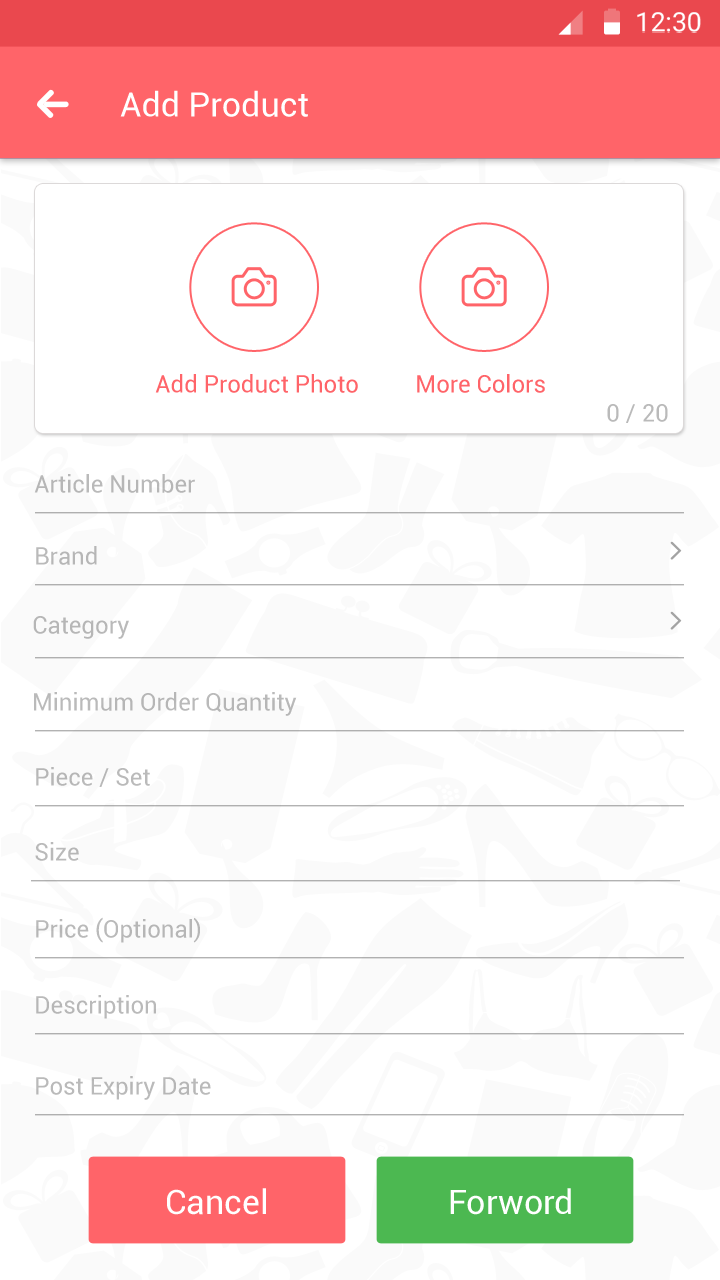 12:30
Add Product
Add Product Photo
More Colors
0 / 20
Article Number
Brand
Category
Minimum Order Quantity
Piece / Set
Size
Price (Optional)
Description
Post Expiry Date
Cancel
Forword